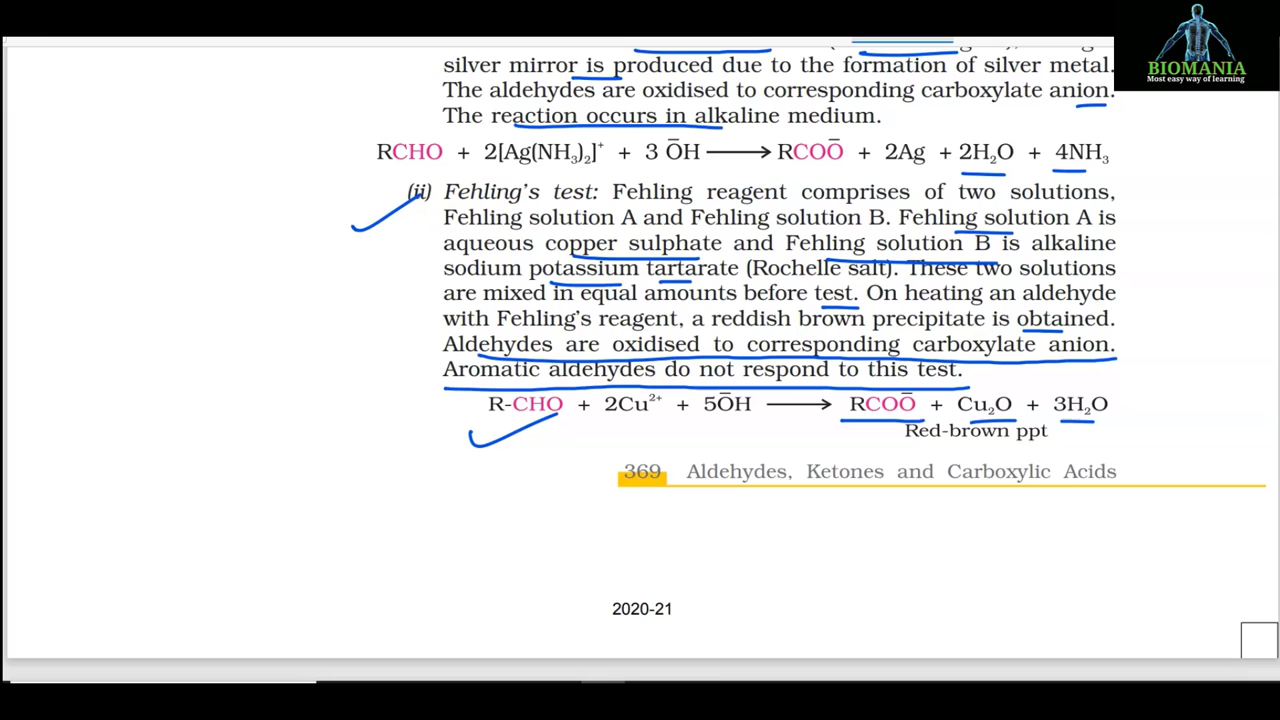 BIOMANIA
Most easy way of learning
silver mirror is produced due to the formation of silver metal.
The aldehydes are oxidised to corresponding carboxylate anion.
The reaction occurs in alkaline medium.
RCHO + 2[Ag(NH₃)₂]⁺ + 3 ŌH ⟶ RCOŌ + 2Ag + 2H₂O + 4NH₃
(ii) Fehling's test: Fehling reagent comprises of two solutions,
Fehling solution A and Fehling solution B. Fehling solution A is
aqueous copper sulphate and Fehling solution B is alkaline
sodium potassium tartarate (Rochelle salt). These two solutions
are mixed in equal amounts before test. On heating an aldehyde
with Fehling's reagent, a reddish brown precipitate is obtained.
Aldehydes are oxidised to corresponding carboxylate anion.
Aromatic aldehydes do not respond to this test.
R-CHO + 2Cu²⁺ + 5ŌH ⟶ RCOŌ + Cu₂O + 3H₂O
Red-brown ppt
369 Aldehydes, Ketones and Carboxylic Acids
2020-21